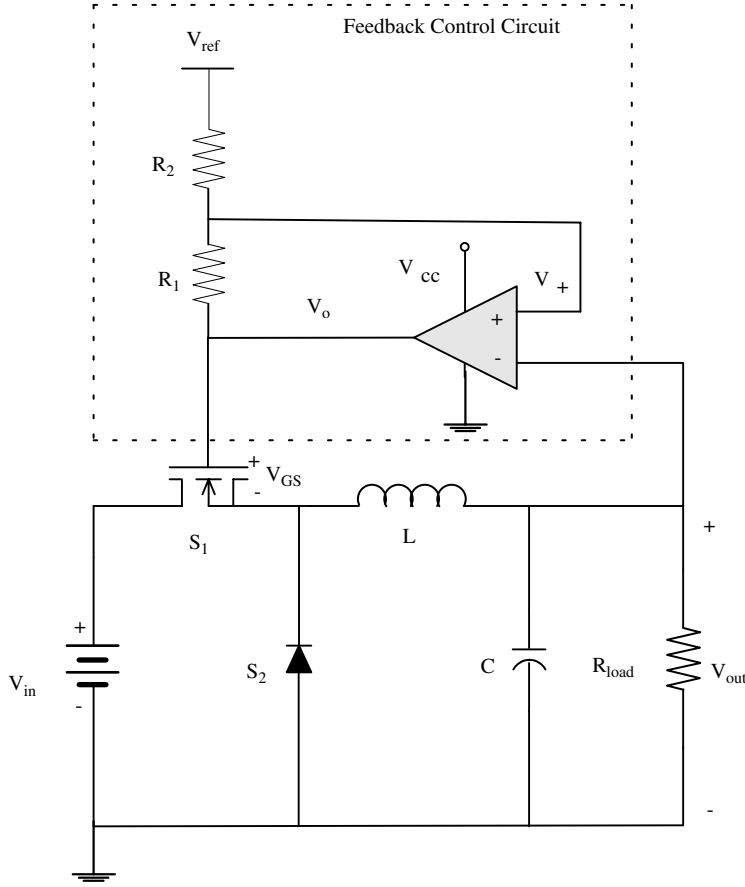 Feedback Control Circuit
V_ref
R_2
R_1
V_cc
V_+
V_o
+
-
+
V_GS
-
S_1
L
+
+
V_in
-
S_2
C
R_load
V_out
-